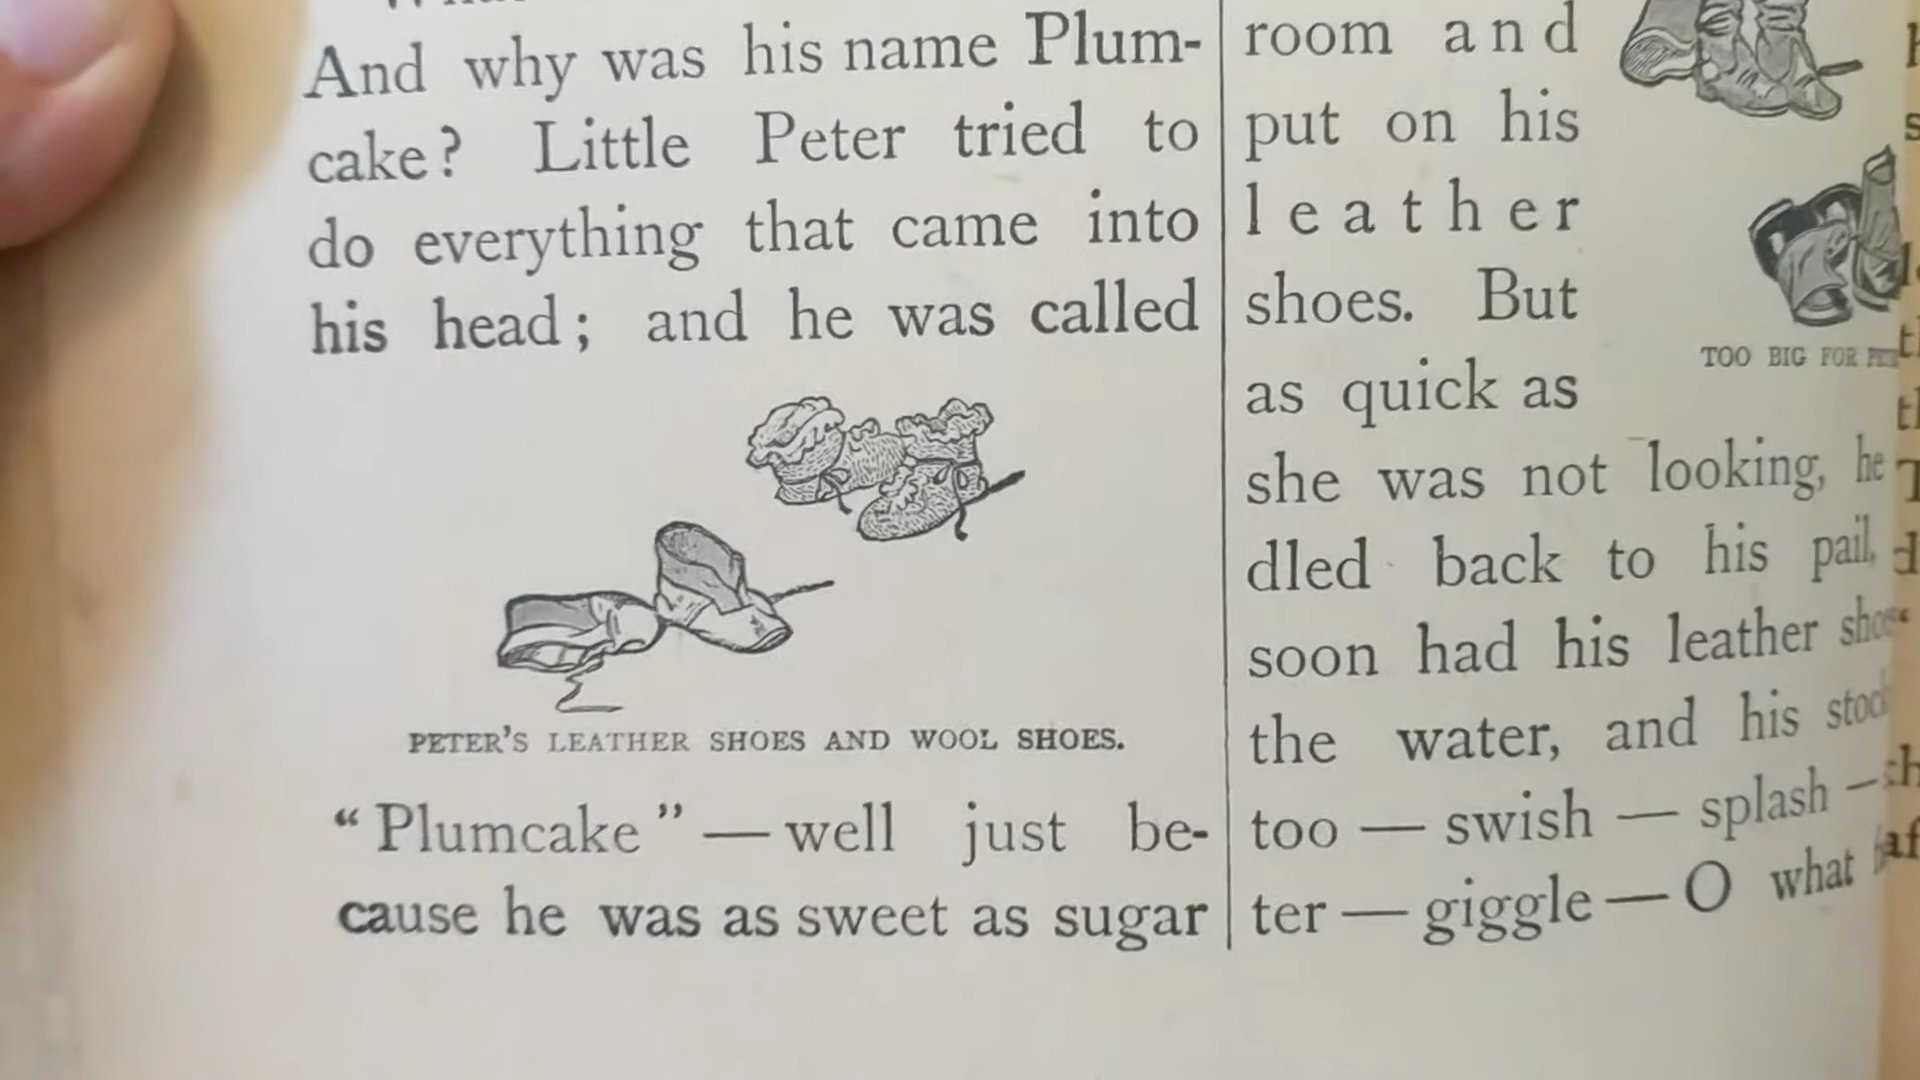 And why was his name Plum-
cake? Little Peter tried to
do everything that came into
his head; and he was called
PETER'S LEATHER SHOES AND WOOL SHOES.
"Plumcake" — well just be-
cause he was as sweet as sugar
room and
put on his
leather
shoes. But
as quick as
TOO BIG FOR
she was not looking, he
dled back to his pail,
soon had his leather
the water, and his
too — swish — splash —
ter — giggle — O what